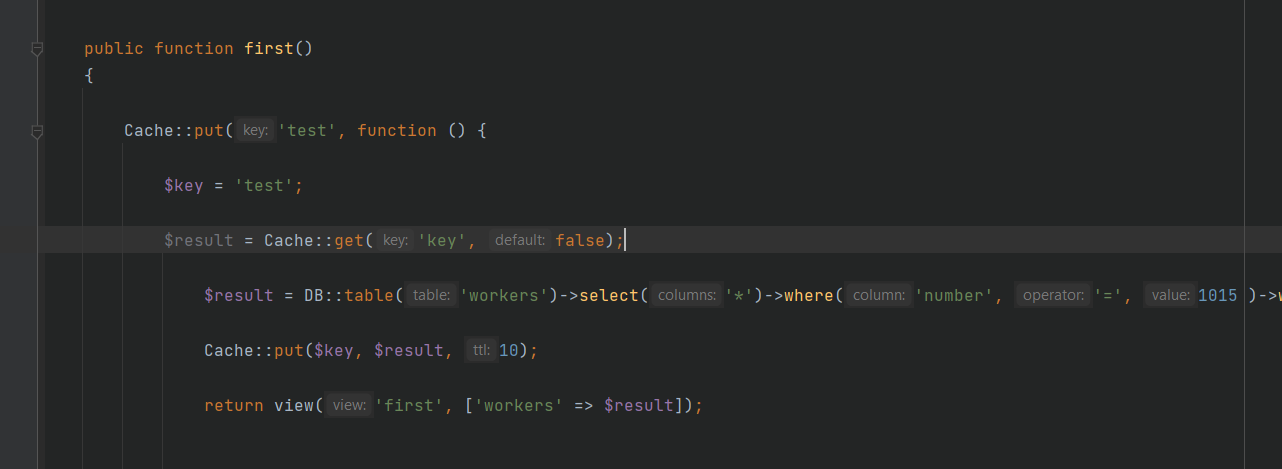 public function first()
{
Cache::put( key: 'test', function () {
$key = 'test';
$result = Cache::get( key: 'key', default: false);
$result = DB::table( table: 'workers')->select( columns: '*')->where( column: 'number', operator: '=', value: 1015 )->
Cache::put($key, $result, ttl: 10);
return view( view: 'first', ['workers' => $result]);